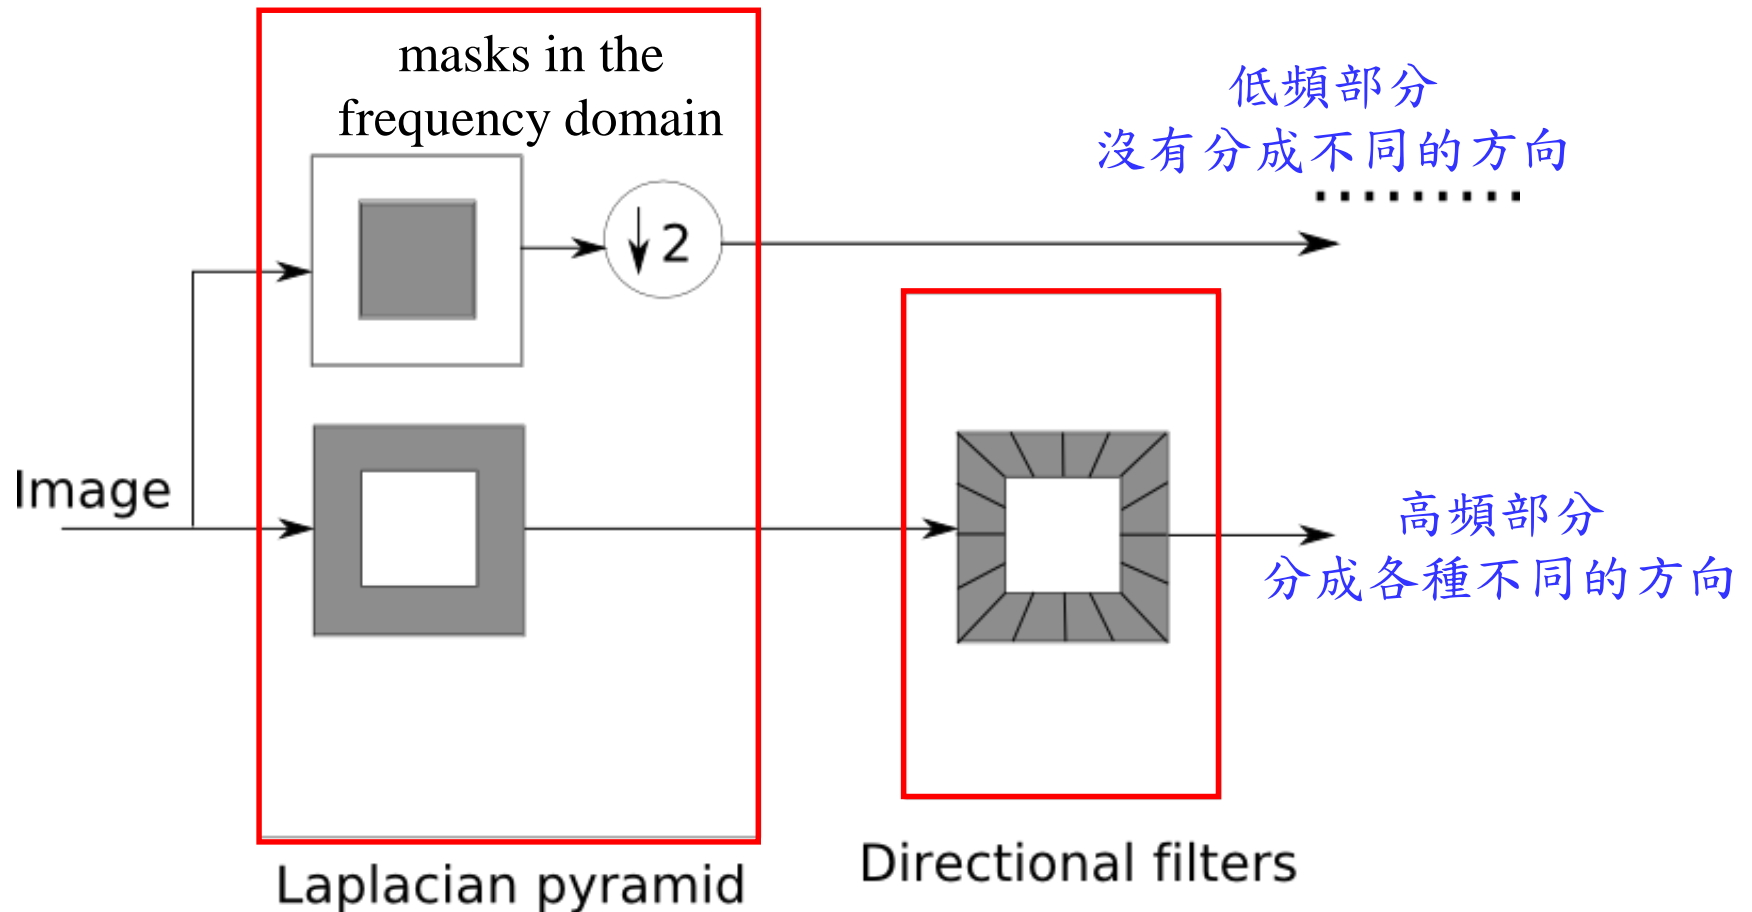 masks in the
frequency domain
低頻部分
沒有分成不同的方向
.........
↓2
Image
高頻部分
分成各種不同的方向
Laplacian pyramid
Directional filters